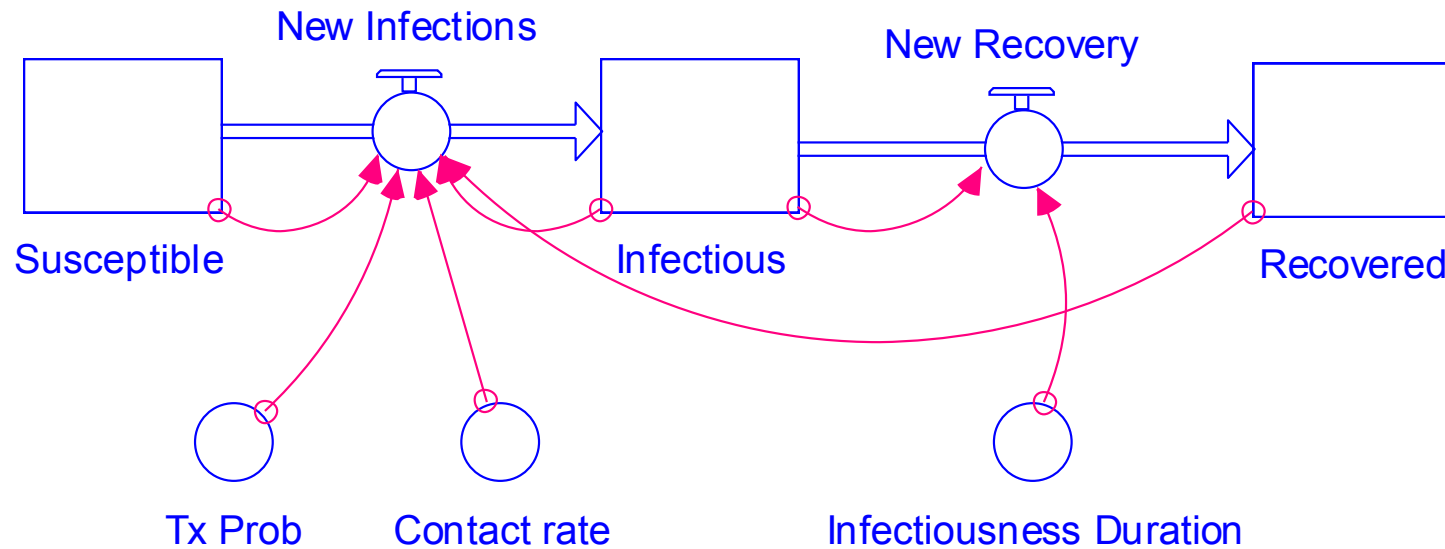 New Infections
New Recovery
Susceptible
Infectious
Recovered
Tx Prob
Contact rate
Infectiousness Duration